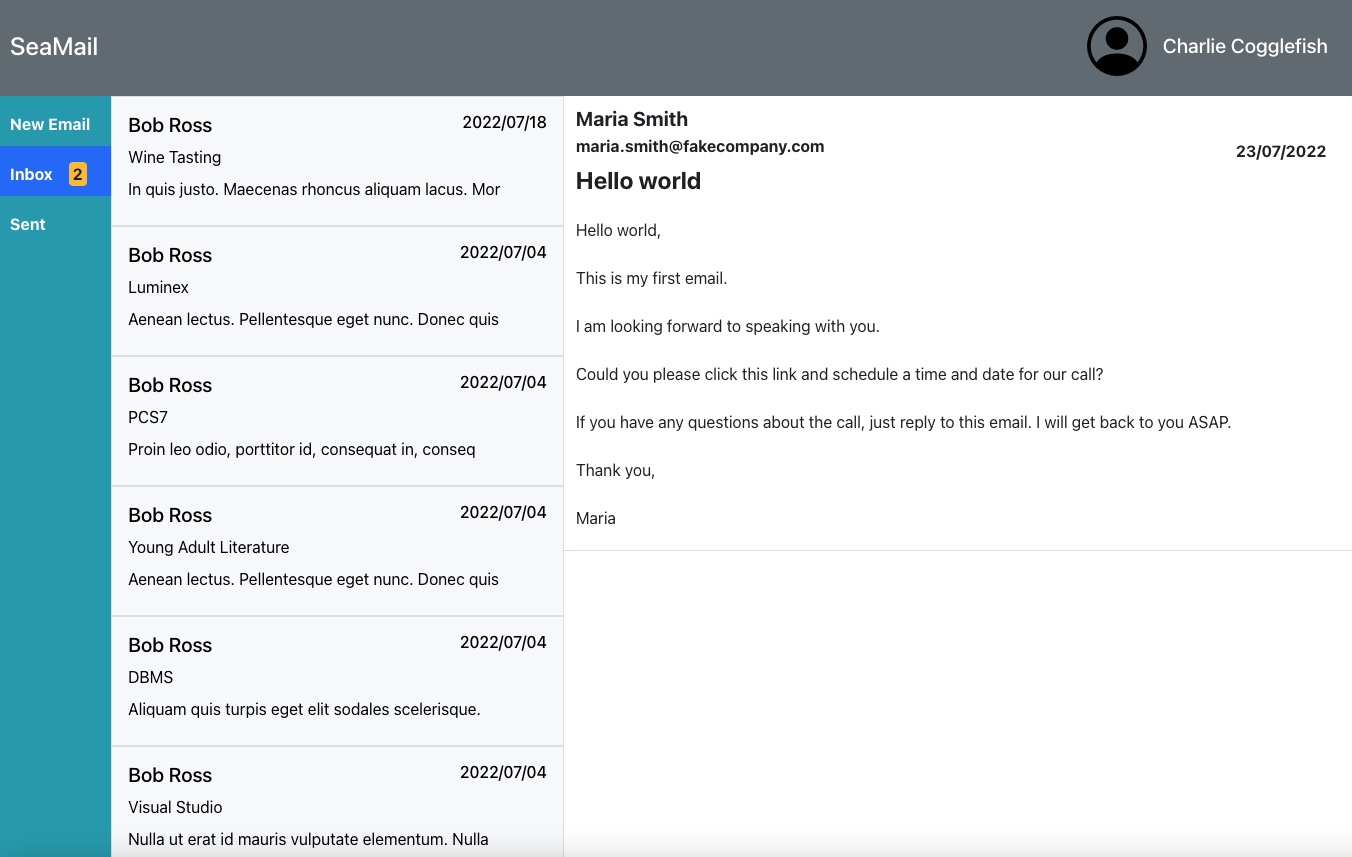 SeaMail
Charlie Cogglefish
New Email
Inbox 2
Sent
Bob Ross 2022/07/18
Wine Tasting
In quis justo. Maecenas rhoncus aliquam lacus. Mor
Bob Ross 2022/07/04
Luminex
Aenean lectus. Pellentesque eget nunc. Donec quis
Bob Ross 2022/07/04
PCS7
Proin leo odio, porttitor id, consequat in, conseq
Bob Ross 2022/07/04
Young Adult Literature
Aenean lectus. Pellentesque eget nunc. Donec quis
Bob Ross 2022/07/04
DBMS
Aliquam quis turpis eget elit sodales scelerisque.
Bob Ross 2022/07/04
Visual Studio
Nulla ut erat id mauris vulputate elementum. Nulla
Maria Smith
maria.smith@fakecompany.com
23/07/2022
Hello world
Hello world,
This is my first email.
I am looking forward to speaking with you.
Could you please click this link and schedule a time and date for our call?
If you have any questions about the call, just reply to this email. I will get back to you ASAP.
Thank you,
Maria